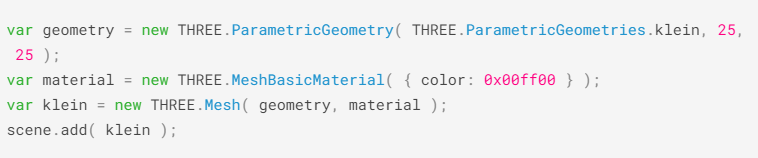 var geometry = new THREE.ParametricGeometry( THREE.ParametricGeometries.klein, 25,
25 );
var material = new THREE.MeshBasicMaterial( { color: 0x00ff00 } );
var klein = new THREE.Mesh( geometry, material );
scene.add( klein );